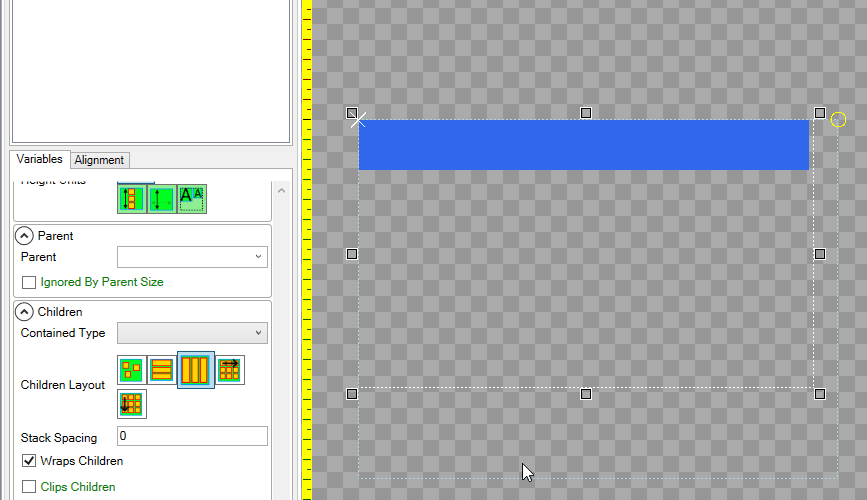 Variables Alignment
Height Units
A A
Parent
Parent
Ignored By Parent Size
Children
Contained Type
Children Layout
Stack Spacing 0
Wraps Children
Clips Children